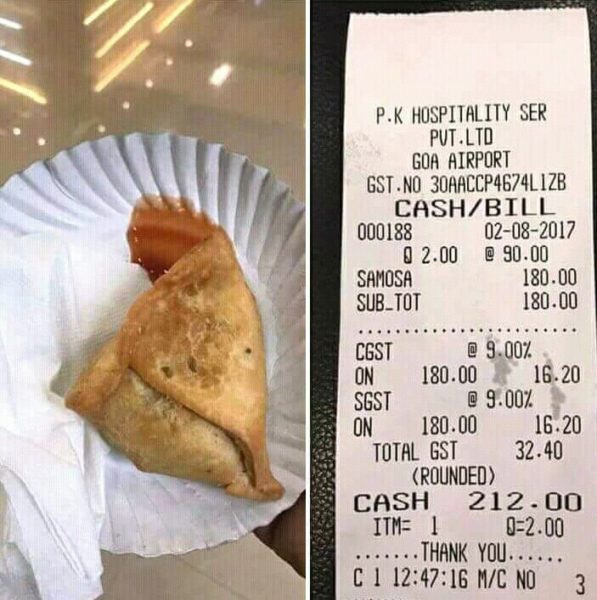 P.K HOSPITALITY SER
PVT.LTD
GOA AIRPORT
GST.NO 30AACCP4674L1ZB
CASH/BILL
000188 02-08-2017
Q 2.00 @ 90.00
SAMOSA 180.00
SUB_TOT 180.00
..........................
CGST @ 9.00%
ON 180.00 16.20
SGST @ 9.00%
ON 180.00 16.20
TOTAL GST 32.40
(ROUNDED)
CASH 212.00
ITM= 1 Q=2.00
.......THANK YOU......
C 1 12:47:16 M/C NO 3